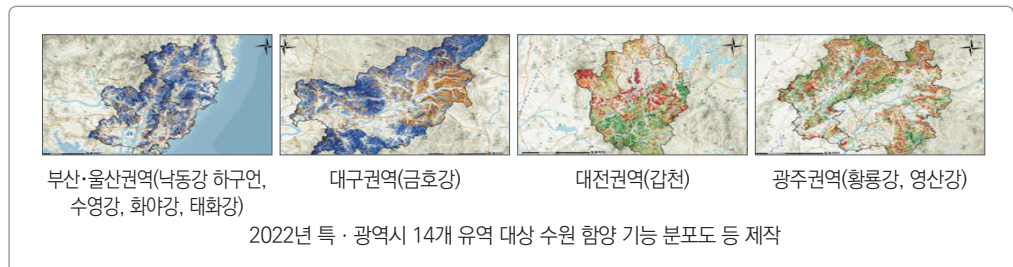 부산·울산권역(낙동강 하구언,
수영강, 화야강, 태화강)
대구권역(금호강)
대전권역(갑천)
광주권역(황룡강, 영산강)
2022년 특 · 광역시 14개 유역 대상 수원 함양 기능 분포도 등 제작